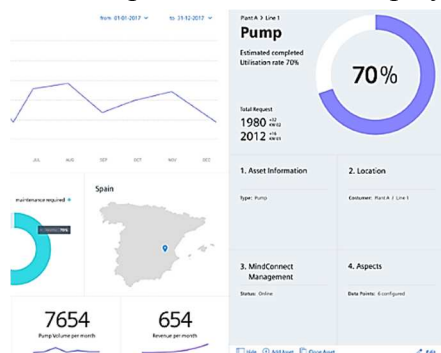 from 01-01-2017
to 31-12-2017
JUL AUG SEP OCT NOV DEC
maintenance required
70%
Spain
7654
Pump Volume per month
654
Revenue per month
Plant A > Line 1
Pump
Estimated completed
Utilisation rate 70%
70%
Total Request
1980
2012
1. Asset Information
Type: Pump
2. Location
Costumer: Plant A > Line 1
3. MindConnect
Management
Status: Online
4. Aspects
Data Points: 6 configured
Hide
Add Asset
Edit